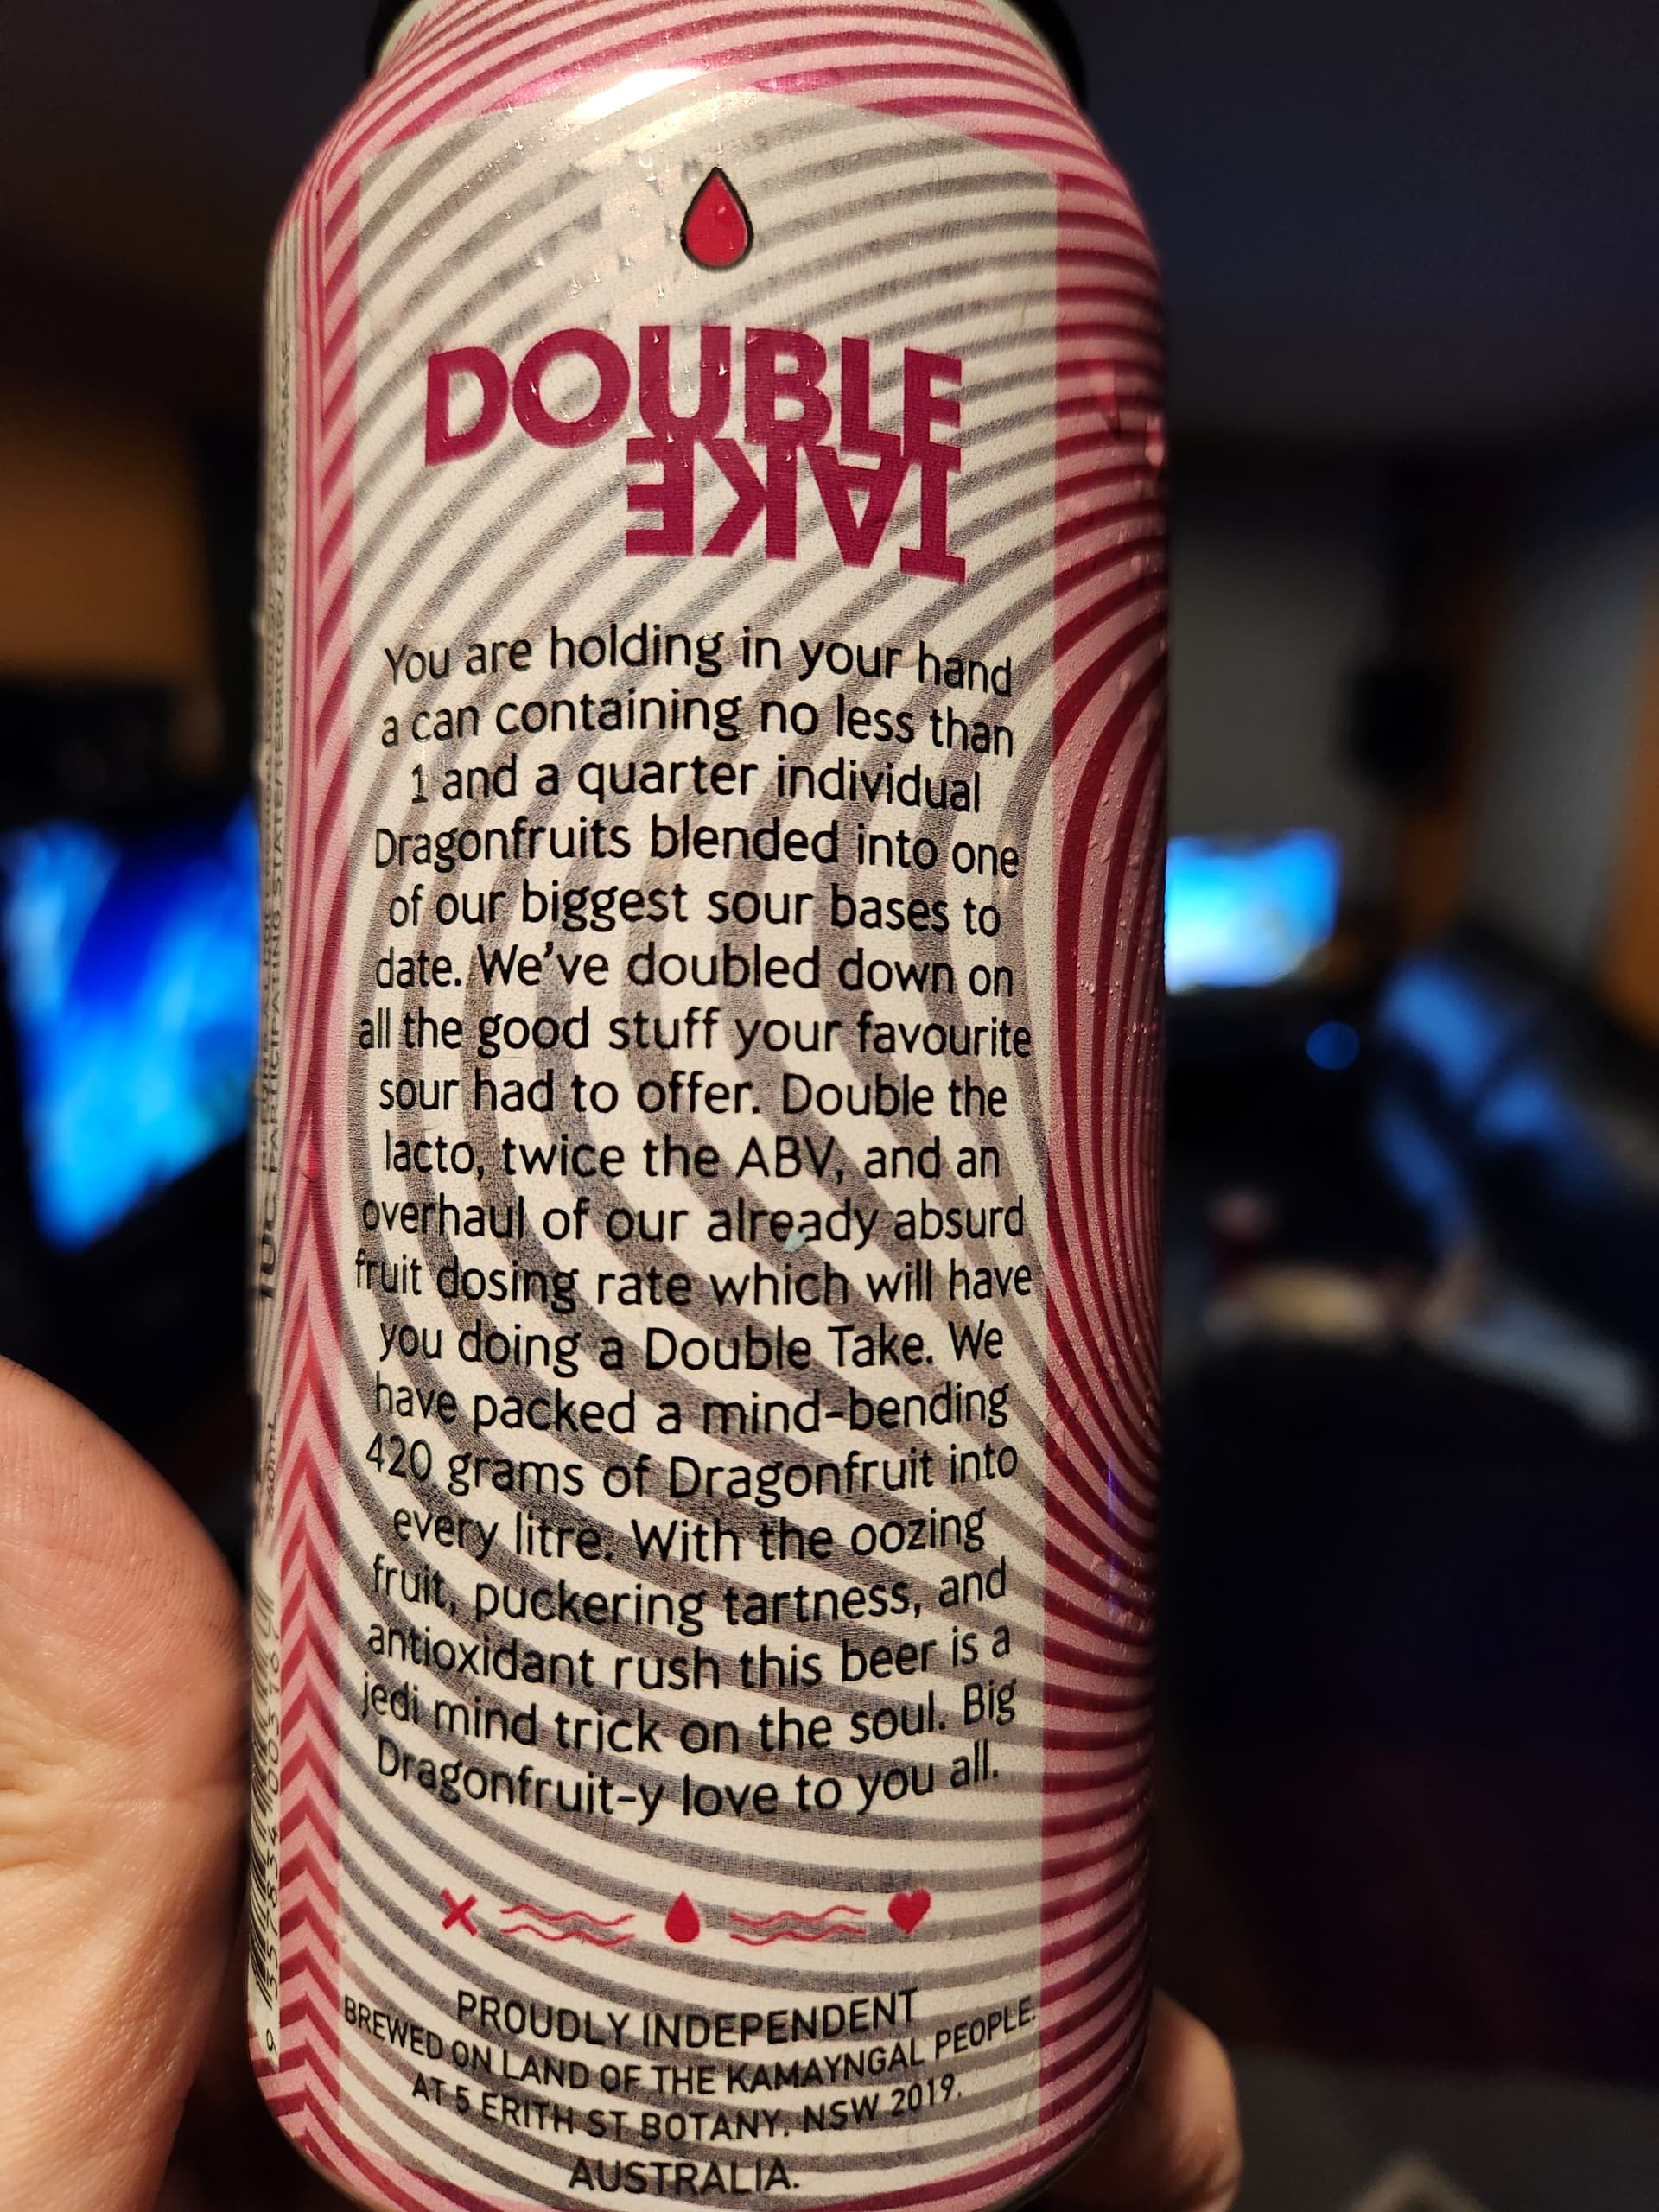 DOUBLE
TAKE
You are holding in your hand
a can containing no less than
1 and a quarter individual
Dragonfruits blended into one
of our biggest sour bases to
date. We've doubled down on
all the good stuff your favourite
sour had to offer. Double the
lacto, twice the ABV, and an
overhaul of our already absurd
fruit dosing rate which will have
you doing a Double Take. We
have packed a mind-bending
420 grams of Dragonfruit into
every litre. With the oozing
fruit, puckering tartness, and
antioxidant rush this beer is a
jedi mind trick on the soul. Big
Dragonfruit-y love to you all.
PROUDLY INDEPENDENT
BREWED ON LAND OF THE KAMAYNGAL PEOPLE.
AT 5 ERITH ST BOTANY. NSW 2019.
AUSTRALIA.